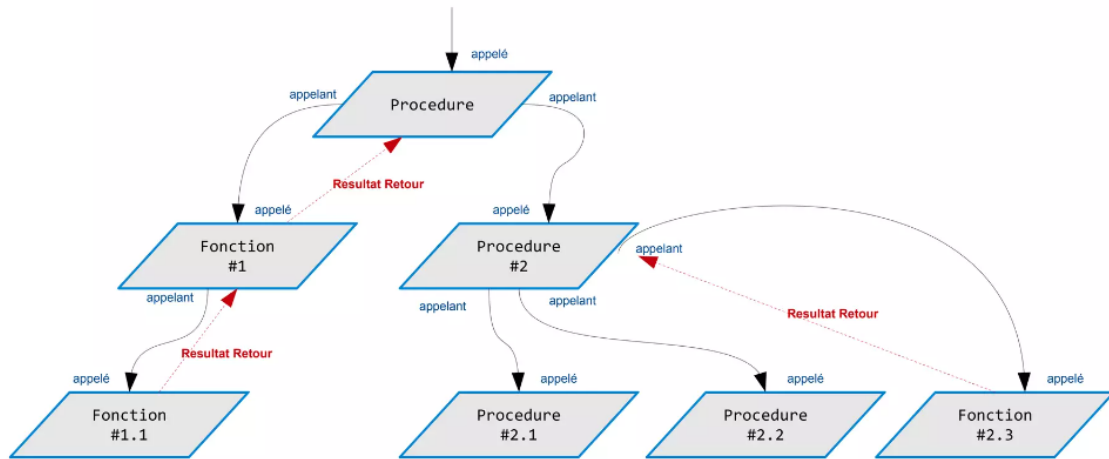 appelé
appelant
Procedure
appelant
Resultat Retour
appelé
Fonction
#1
appelé
Procedure
#2
appelant
appelant
appelant
appelant
Resultat Retour
Resultat Retour
appelé
Fonction
#1.1
appelé
Procedure
#2.1
appelé
Procedure
#2.2
appelé
Fonction
#2.3